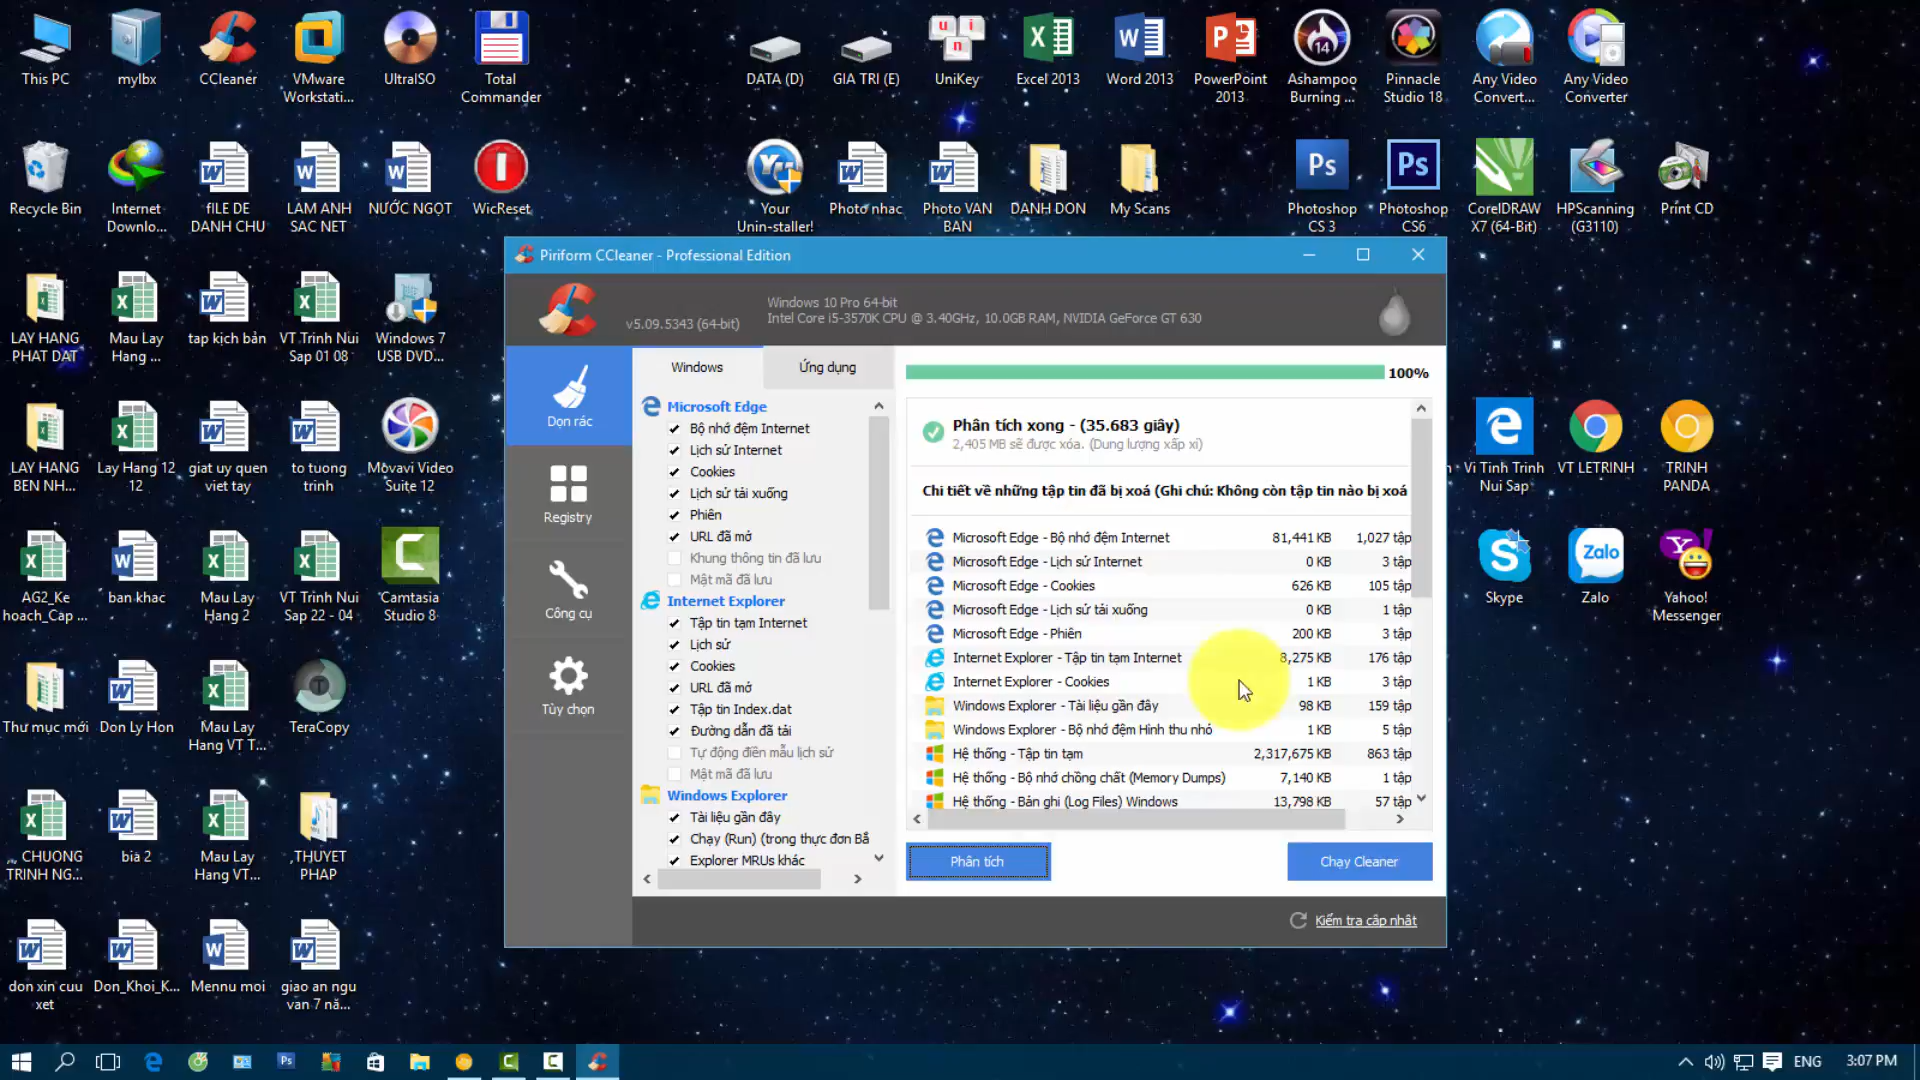 This PC
mylbx
CCleaner
VMware
Workstati...
UltraISO
Total
Commander
DATA (D)
GIA TRI (E)
UniKey
Excel 2013
Word 2013
PowerPoint
2013
Ashampoo
Burning ...
Pinnacle
Studio 18
Any Video
Convert...
Any Video
Converter
Recycle Bin
Internet
Downlo...
fILE DE
DANH CHU
LAM ANH
SAC NET
NƯỚC NGỌT
WicReset
Your
Unin-staller!
Photo nhac
Photo VAN
BAN
DANH DON
My Scans
Photoshop
CS 3
Photoshop
CS6
CorelDRAW
X7 (64-Bit)
HPScanning
(G3110)
Print CD
LAY HANG
PHAT DAT
Mau Lay
Hang ...
tap kịch bản
VT Trinh Nui
Sap 01 08
Windows 7
USB DVD...
LAY HANG
BEN NH...
Lay Hang 12
12
giat uy quen
viet tay
to tuong
trinh
Movavi Video
Suite 12
AG2_Ke
hoach_Cap ...
ban khac
Mau Lay
Hang 2
VT Trinh Nui
Sap 22 - 04
Camtasia
Studio 8
Thư mục mới
Don Ly Hon
Mau Lay
Hang VT T...
TeraCopy
,, CHUONG
TRINH NG...
bia 2
Mau Lay
Hang VT...
,THUYET
PHAP
don xin cuu
xet
Don_Khoi_K...
Mennu moi
giao an ngu
van 7 nă...
Vi Tinh Trinh
Nui Sap
VT LETRINH
TRINH
PANDA
Skype
Zalo
Yahoo!
Messenger
Piriform CCleaner - Professional Edition
v5.09.5343 (64-bit)
Windows 10 Pro 64-bit
Intel Core i5-3570K CPU @ 3.40GHz, 10.0GB RAM, NVIDIA GeForce GT 630
Dọn rác
Registry
Công cụ
Tùy chọn
Windows
Ứng dụng
Microsoft Edge
Bộ nhớ đệm Internet
Lịch sử Internet
Cookies
Lịch sử tải xuống
Phiên
URL đã mở
Khung thông tin đã lưu
Mật mã đã lưu
Internet Explorer
Tập tin tạm Internet
Lịch sử
Cookies
URL đã mở
Tập tin Index.dat
Đường dẫn đã tải
Tự động điền mẫu lịch sử
Mật mã đã lưu
Windows Explorer
Tài liệu gần đây
Chạy (Run) (trong thực đơn Bắ
Explorer MRUs khác
100%
Phân tích xong - (35.683 giây)
2,405 MB sẽ được xóa. (Dung lượng xấp xỉ)
Chi tiết về những tập tin đã bị xoá (Ghi chú: Không còn tập tin nào bị xoá
Microsoft Edge - Bộ nhớ đệm Internet 81,441 KB 1,027 tập
Microsoft Edge - Lịch sử Internet 0 KB 3 tập
Microsoft Edge - Cookies 626 KB 105 tập
Microsoft Edge - Lịch sử tải xuống 0 KB 1 tập
Microsoft Edge - Phiên 200 KB 3 tập
Internet Explorer - Tập tin tạm Internet 8,275 KB 176 tập
Internet Explorer - Cookies 1 KB 3 tập
Windows Explorer - Tài liệu gần đây 98 KB 159 tập
Windows Explorer - Bộ nhớ đệm Hình thu nhỏ 1 KB 5 tập
Hệ thống - Tập tin tạm 2,317,675 KB 863 tập
Hệ thống - Bộ nhớ chồng chất (Memory Dumps) 7,140 KB 1 tập
Hệ thống - Bản ghi (Log Files) Windows 13,798 KB 57 tập
Phân tích
Chạy Cleaner
Kiểm tra cập nhật
ENG
3:07 PM